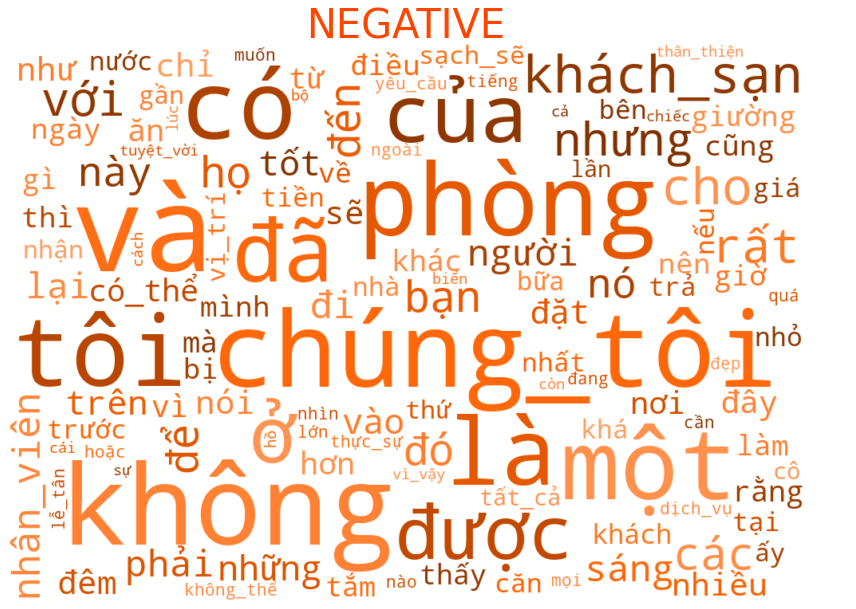 NEGATIVE
như
nước
chỉ
muốn
từ
điều
sạch_sẽ
thân_thiện
khách_sạn
với
gần
lúc
có
bộ
đến
yêu_cầu
tiếng
của
cả
bên
chiếc
giường
ngày
ăn
tuyệt_vời
ngoài
nhưng
cũng
gì
này
họ
tốt
về
phòng
lần
cho
giá
thì
và
vị_trí
tiền
sẽ
nếu
rất
nhận
cách
đã
khác
người
nên
giờ
lại
có_thể
mình
đi
nhà
bạn
biển
bữa
nó
trả
quá
đặt
tôi
mà
bị
chúng_tôi
nhất
nhỏ
còn
đang
đẹp
nhân_viên
trên
vì
nói
ở
hồ
nhìn
lớn
vào
thứ
nơi
đây
trước
cái
hoặc
để
thực_sự
đó
là
khá
cần
làm
sự
hơn
vì_vậy
một
cô
lễ_tân
không
tất_cả
rằng
được
dịch_vụ
tại
khách
đêm
phải
những
thấy
sáng
các
ấy
không_thể
tắm
nào
căn
mọi
nhiều